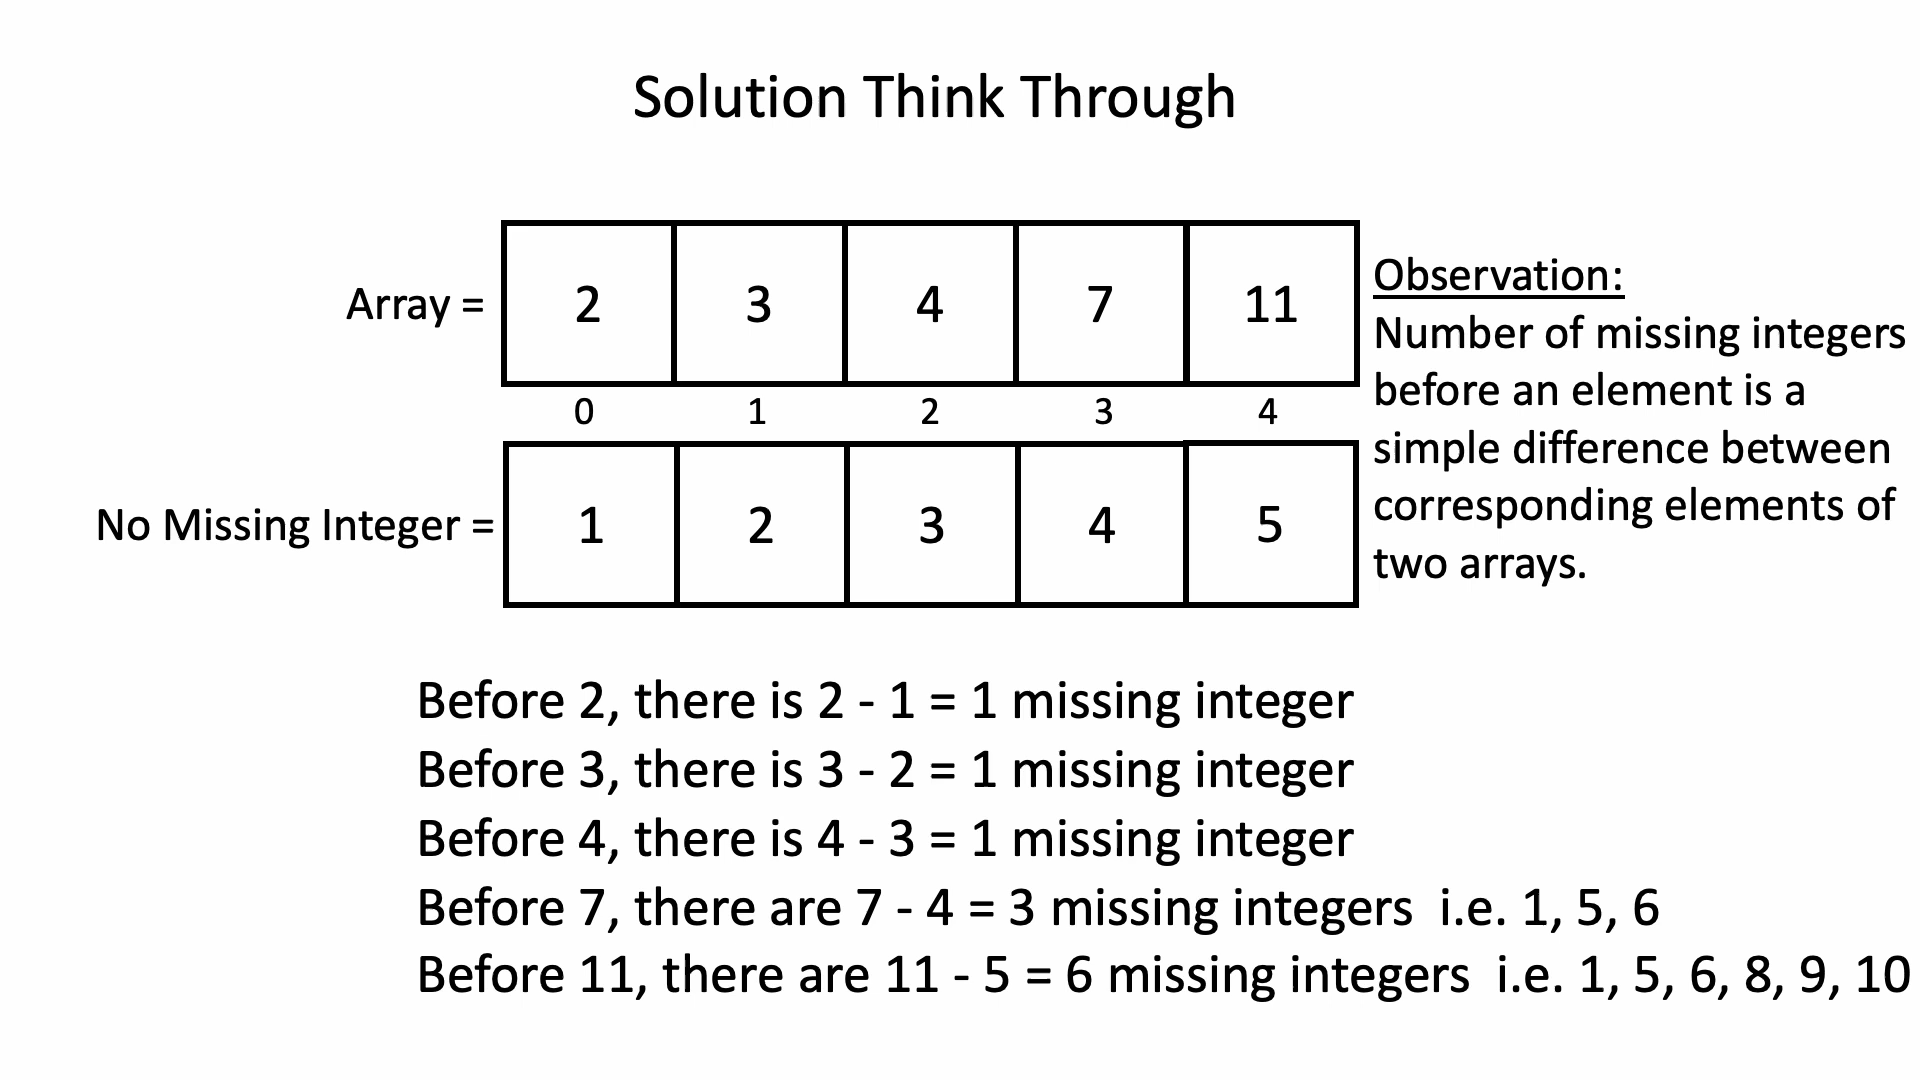 Solution Think Through
Array =
2 3 4 7 11
0 1 2 3 4
No Missing Integer =
1 2 3 4 5
Observation:
Number of missing integers
before an element is a
simple difference between
corresponding elements of
two arrays.
Before 2, there is 2 - 1 = 1 missing integer
Before 3, there is 3 - 2 = 1 missing integer
Before 4, there is 4 - 3 = 1 missing integer
Before 7, there are 7 - 4 = 3 missing integers i.e. 1, 5, 6
Before 11, there are 11 - 5 = 6 missing integers i.e. 1, 5, 6, 8, 9, 10